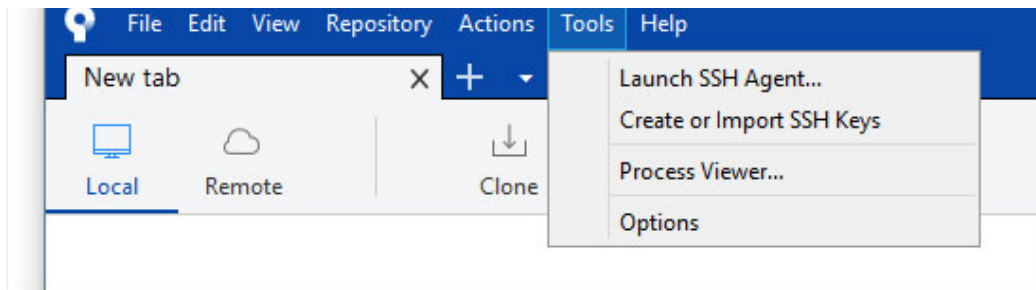 File Edit View Repository Actions Tools Help
New tab
Launch SSH Agent...
Create or Import SSH Keys
Process Viewer...
Options
Local Remote Clone